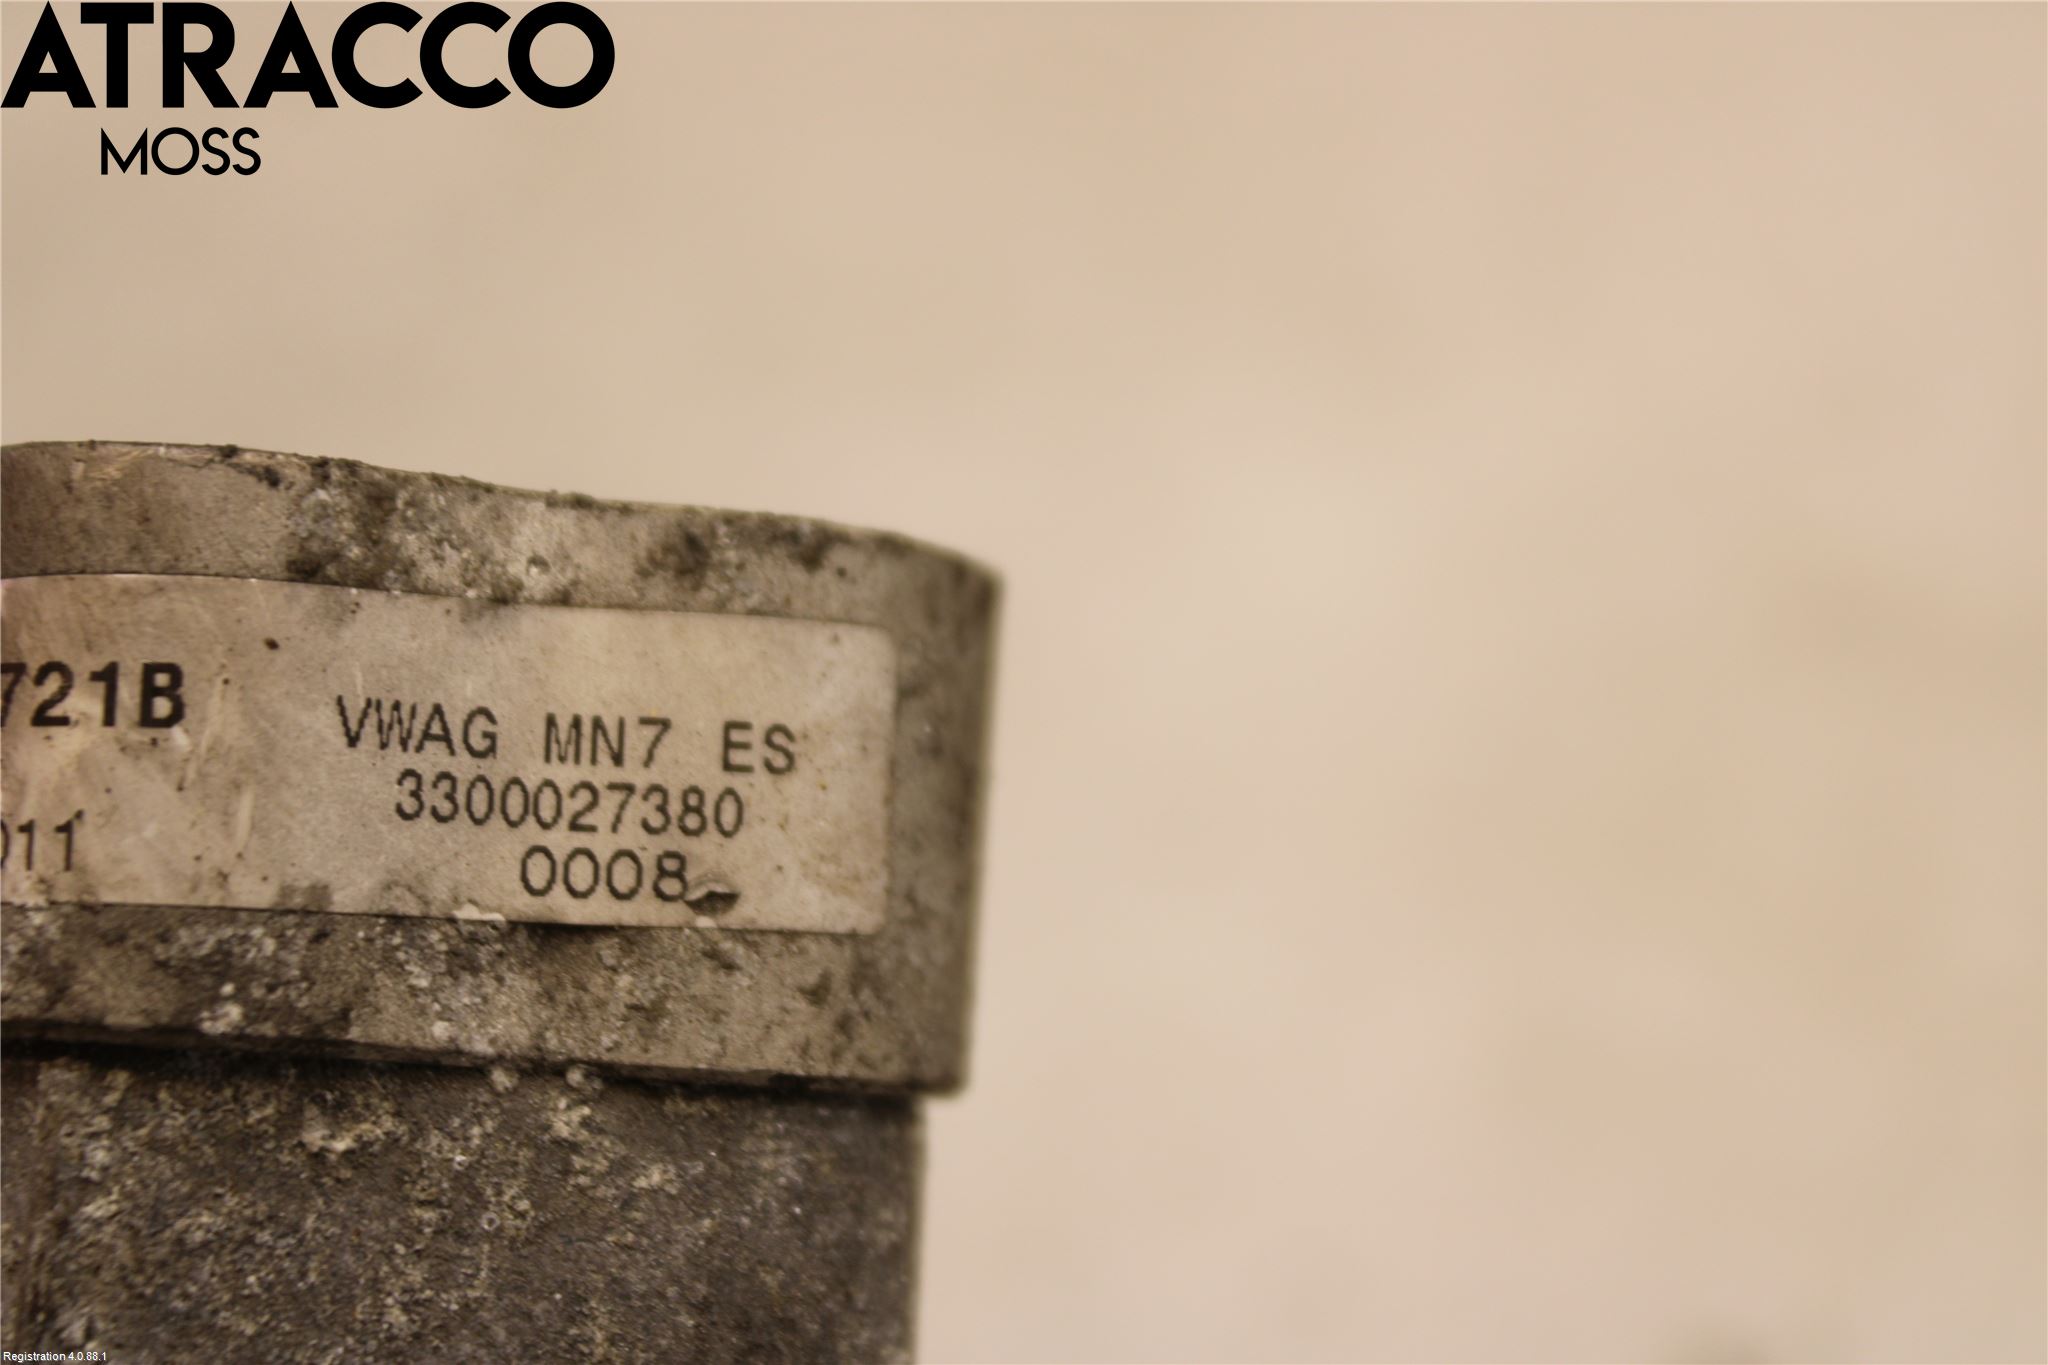 ATRACCO
MOSS
721B
VWAG MN7 ES
3300027380
011
0008
Registration 4.0.88.1